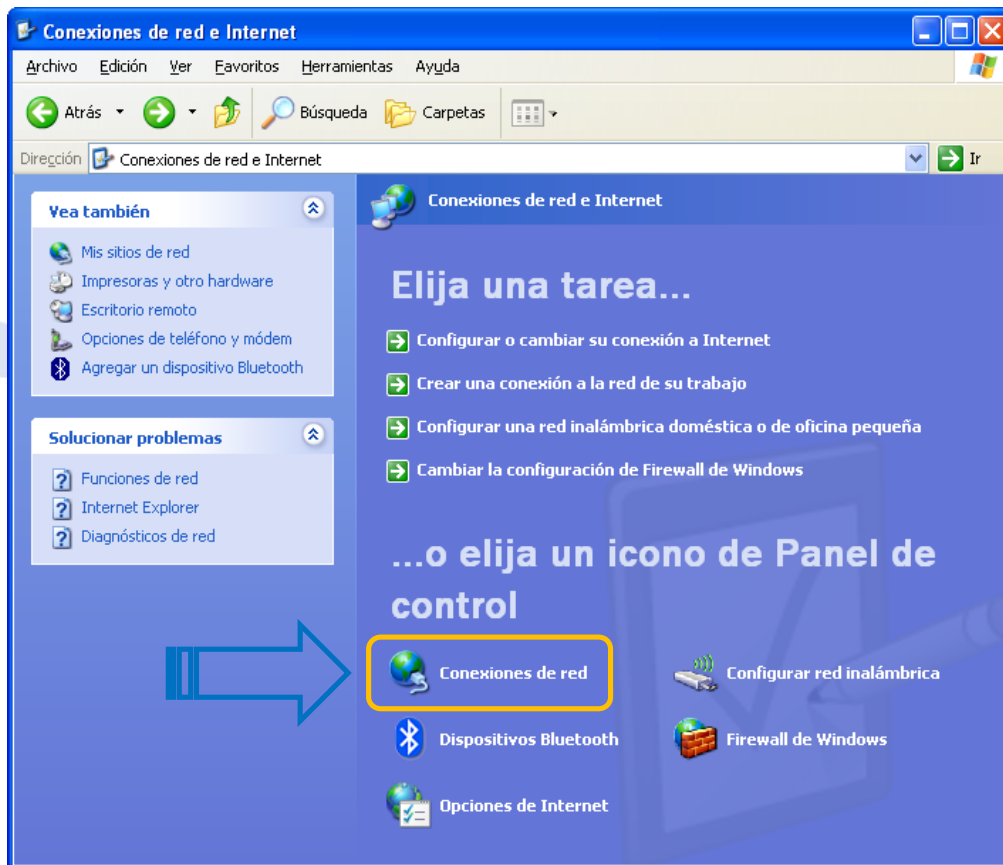 Conexiones de red e Internet
Archivo Edición Ver Favoritos Herramientas Ayuda
Atrás Búsqueda Carpetas
Dirección Conexiones de red e Internet Ir
Vea también
Mis sitios de red
Impresoras y otro hardware
Escritorio remoto
Opciones de teléfono y módem
Agregar un dispositivo Bluetooth
Solucionar problemas
Funciones de red
Internet Explorer
Diagnósticos de red
Conexiones de red e Internet
Elija una tarea...
Configurar o cambiar su conexión a Internet
Crear una conexión a la red de su trabajo
Configurar una red inalámbrica doméstica o de oficina pequeña
Cambiar la configuración de Firewall de Windows
...o elija un icono de Panel de
control
Conexiones de red Configurar red inalámbrica
Dispositivos Bluetooth Firewall de Windows
Opciones de Internet